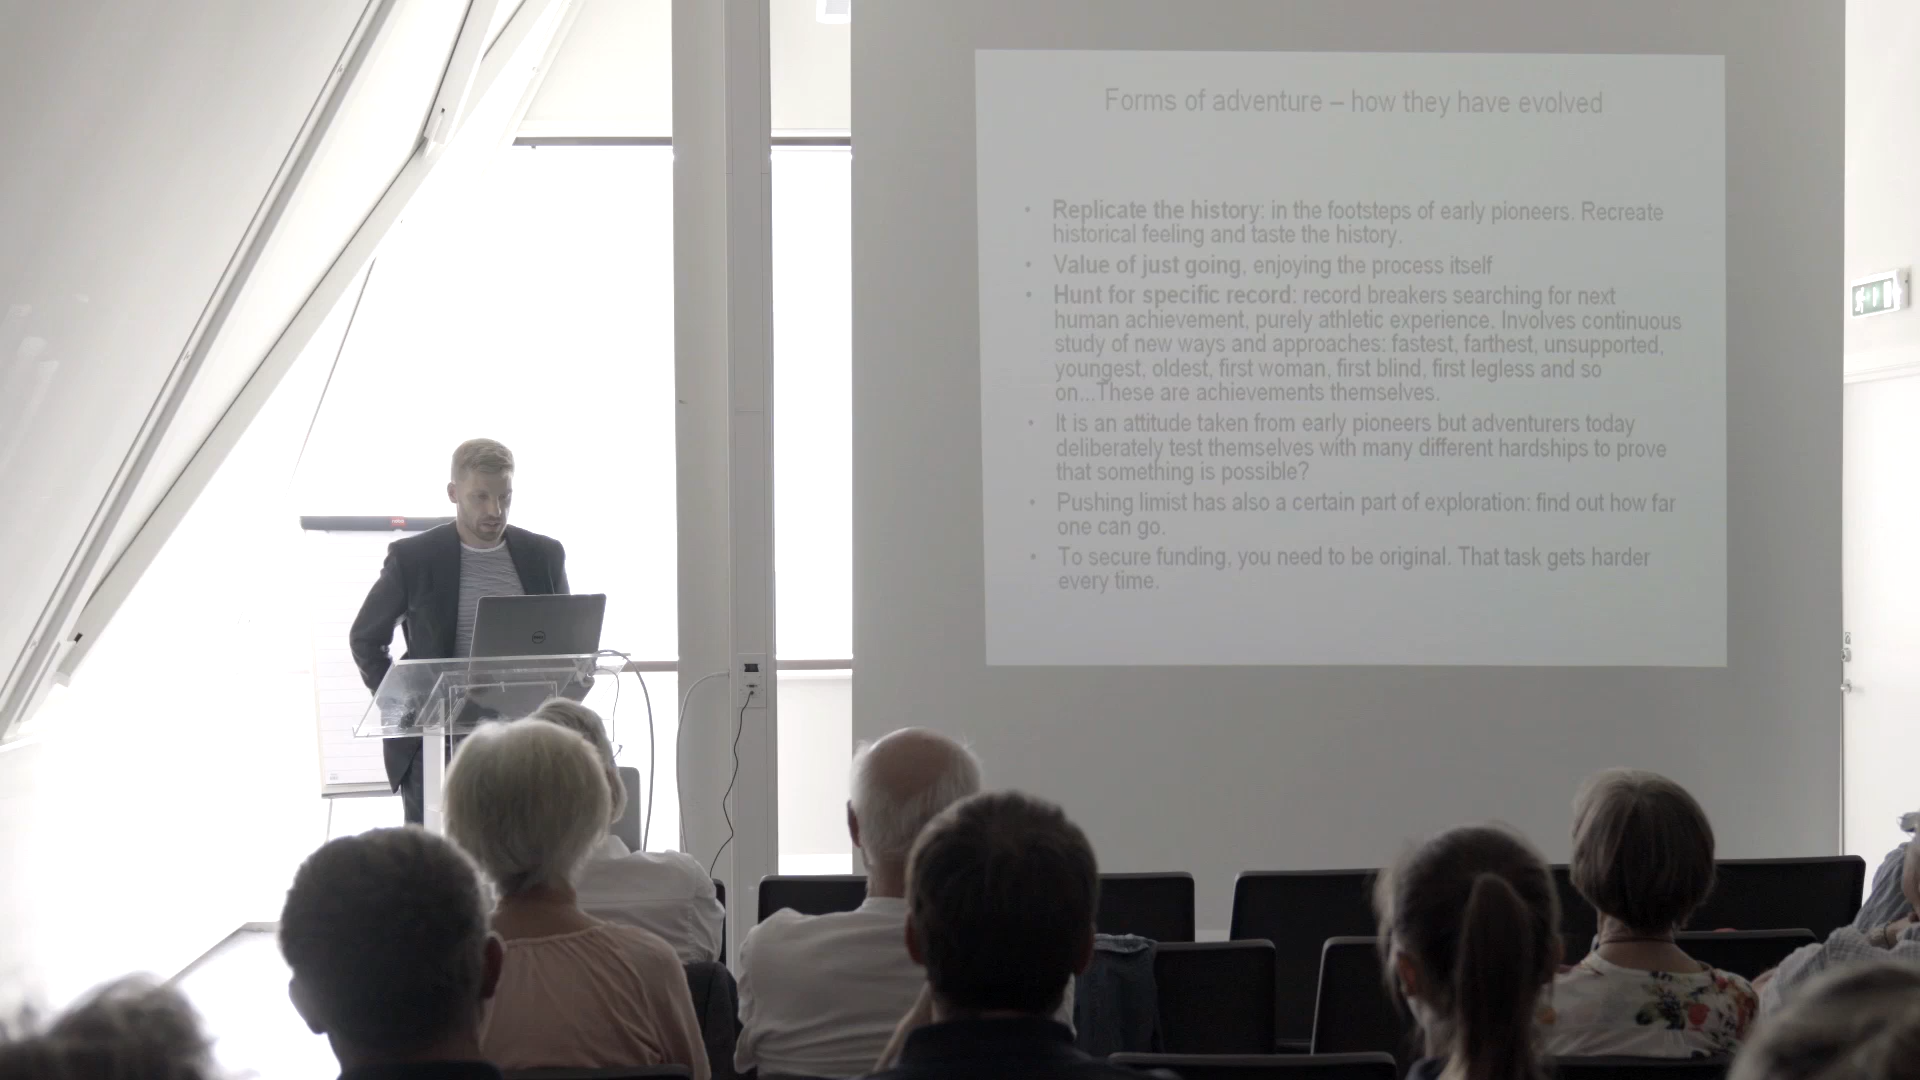 Forms of adventure – how they have evolved
• Replicate the history: in the footsteps of early pioneers. Recreate
historical feeling and taste the history.
• Value of just going, enjoying the process itself
• Hunt for specific record: record breakers searching for next
human achievement, purely athletic experience. Involves continuous
study of new ways and approaches: fastest, farthest, unsupported,
youngest, oldest, first woman, first blind, first legless and so
on...These are achievements themselves.
• It is an attitude taken from early pioneers but adventurers today
deliberately test themselves with many different hardships to prove
that something is possible?
• Pushing limist has also a certain part of exploration: find out how far
one can go.
• To secure funding, you need to be original. That task gets harder
every time.
DELL